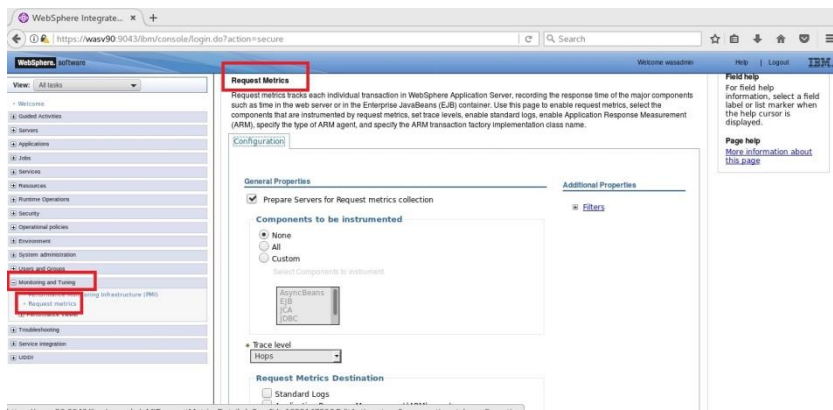 WebSphere Integrate...
https://wasv90:9043/ibm/console/login.do?action=secure
Search
WebSphere. software
Welcome wasadmin
Help | Logout
IBM.
View: All tasks
Welcome
Guided Activities
Servers
Applications
Jobs
Services
Resources
Runtime Operations
Security
Operational policies
Environment
System administration
Users and Groups
Monitoring and Tuning
Request metrics
Troubleshooting
Service integration
UDDI
Request Metrics
Request metrics tracks each individual transaction in WebSphere Application Server, recording the response time of the major components
such as time in the web server or in the Enterprise JavaBeans (EJB) container. Use this page to enable request metrics, select the
components that are instrumented by request metrics, set trace levels, enable standard logs, enable Application Response Measurement
(ARM), specify the type of ARM agent, and specify the ARM transaction factory implementation class name.
Configuration
General Properties
Prepare Servers for Request metrics collection
Components to be instrumented
None
All
Custom
Select Components to instrument
AsyncBeans
EJB
JCA
JDBC
Trace level
Hops
Request Metrics Destination
Standard Logs
Additional Properties
Filters
Field help
For field help
information, select a field
label or list marker when
the help cursor is
displayed.
Page help
More information about
this page